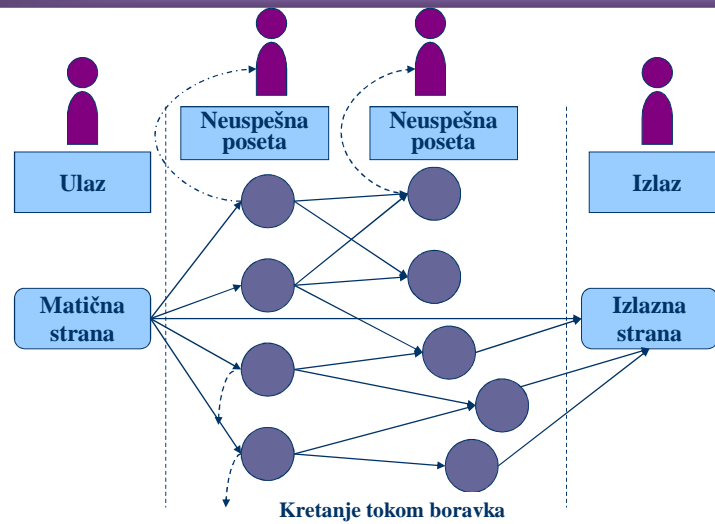 Neuspešna
poseta
Neuspešna
poseta
Ulaz
Izlaz
Matična
strana
Izlazna
strana
Kretanje tokom boravka